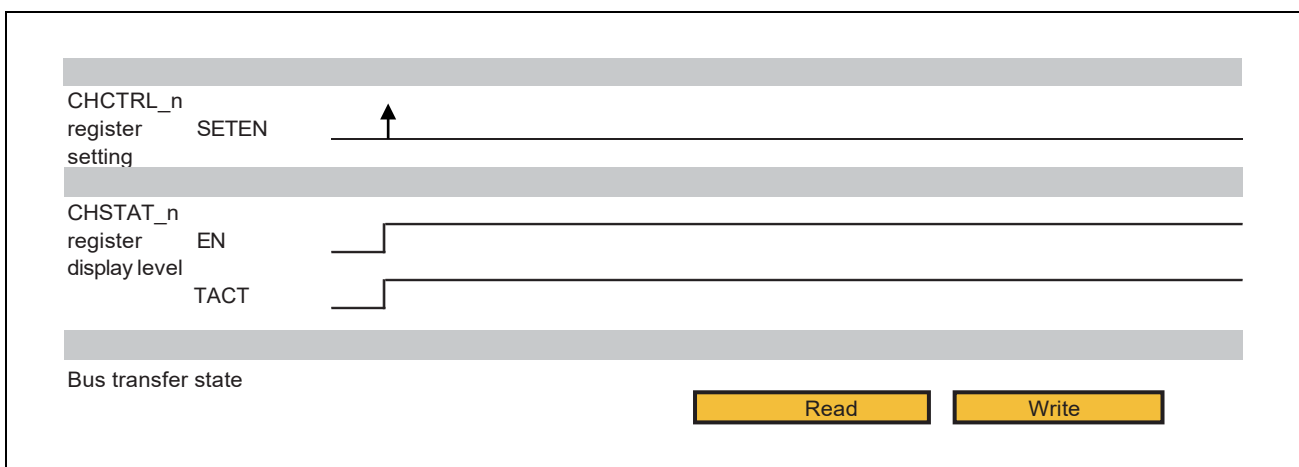 CHCTRL_n
register SETEN
setting
CHSTAT_n
register EN
display level
TACT
Bus transfer state
Read Write